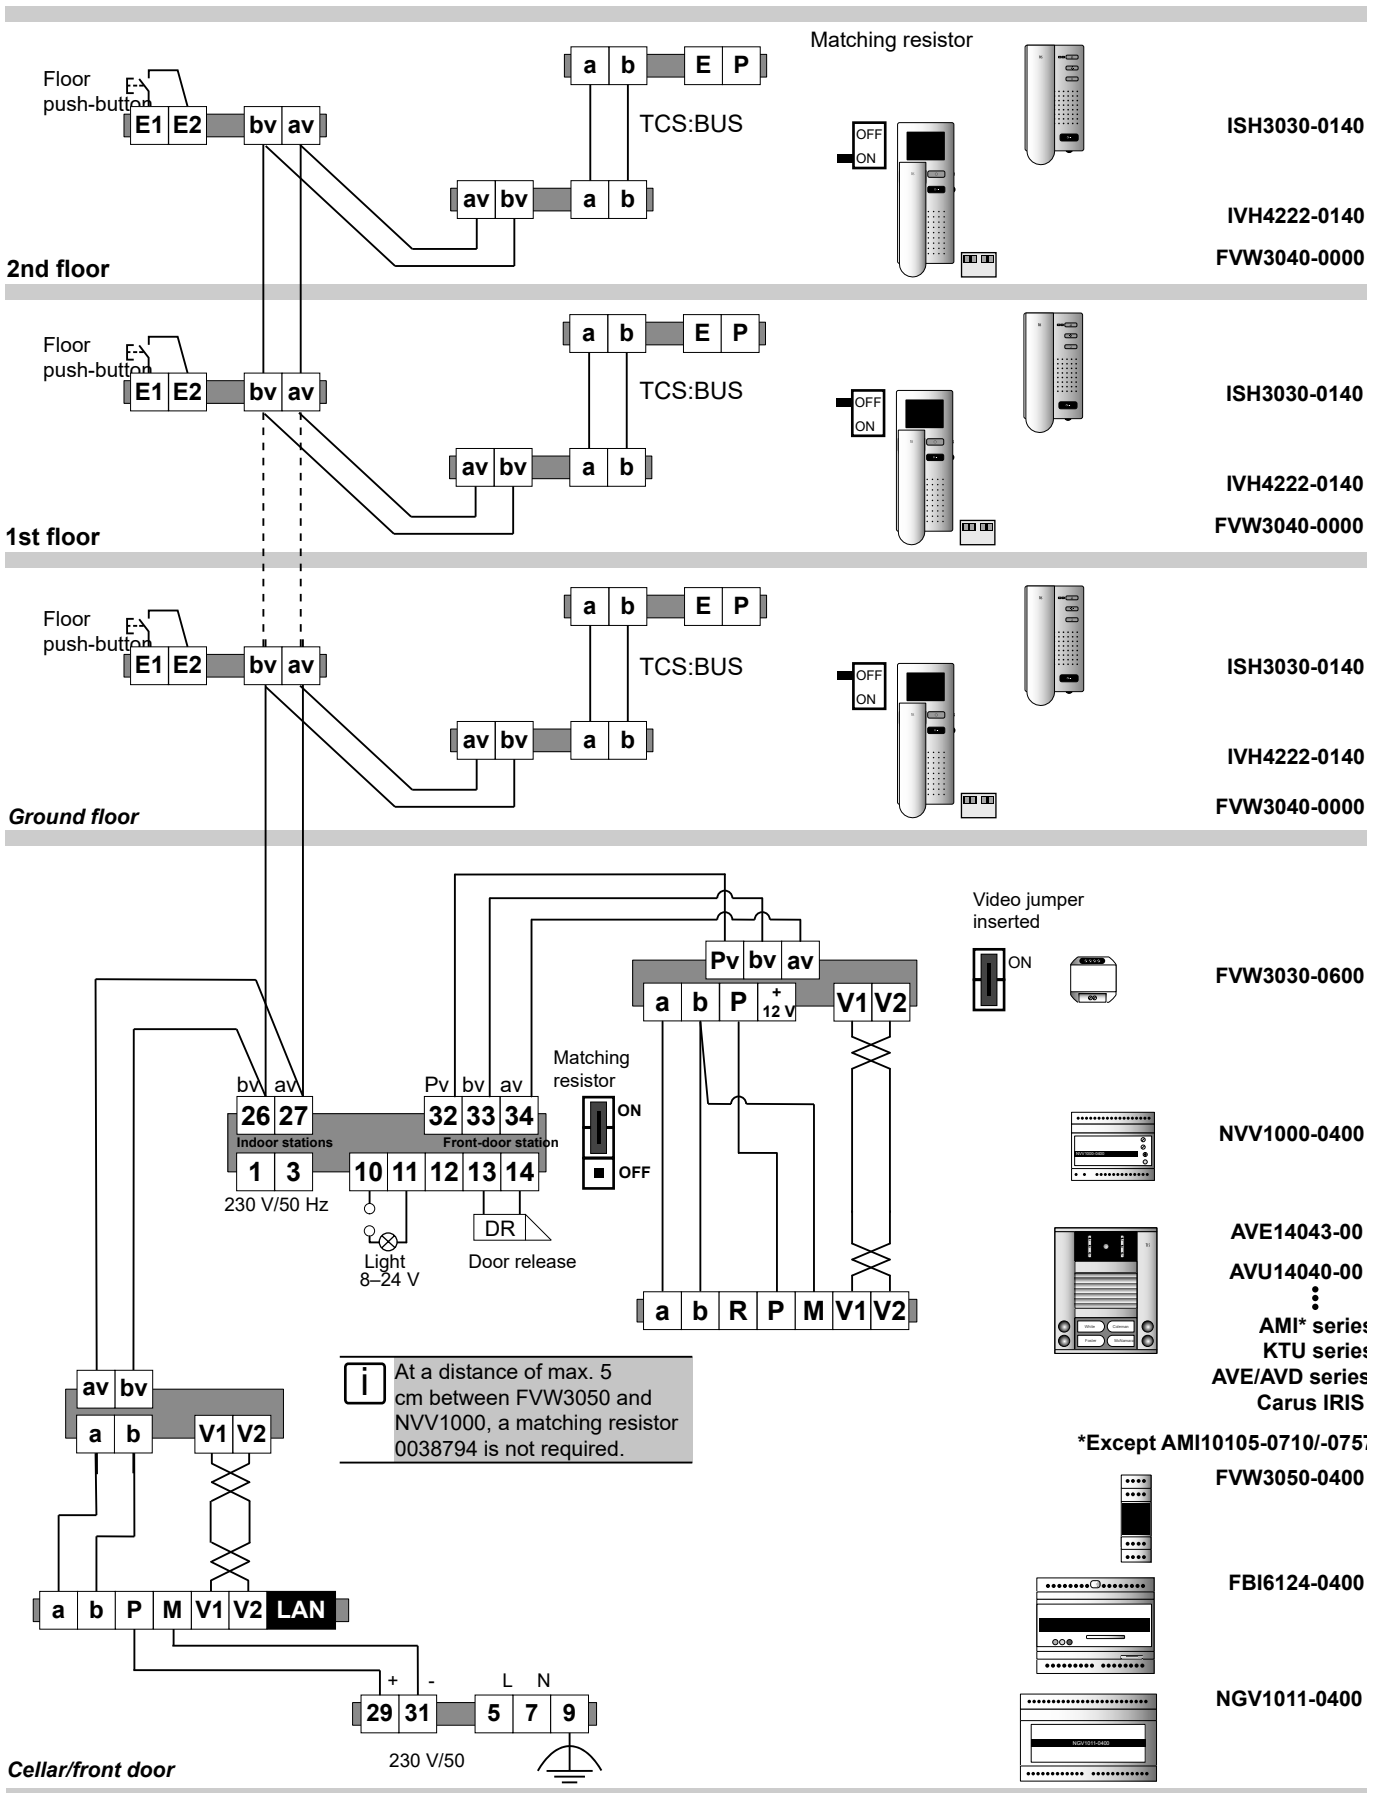 Matching resistor
Floor
push-button
E1 E2 bv av
a b E P
TCS:BUS
OFF
ON
ISH3030-0140
av bv a b
IVH4222-0140
FVW3040-0000
2nd floor
Floor
push-button
E1 E2 bv av
a b E P
TCS:BUS
OFF
ON
ISH3030-0140
av bv a b
IVH4222-0140
FVW3040-0000
1st floor
Floor
push-button
E1 E2 bv av
a b E P
TCS:BUS
OFF
ON
ISH3030-0140
av bv a b
IVH4222-0140
FVW3040-0000
Ground floor
Video jumper
inserted
ON
FVW3030-0600
Pv bv av
a b P + 12 V V1 V2
Matching
resistor
ON
OFF
bv av Pv bv av
26 27 32 33 34
Indoor stations Front-door station
1 3 10 11 12 13 14
230 V/50 Hz
DR
Light
8–24 V
Door release
NVV1000-0400
NVV1000-0400
a b R P M V1 V2
AVE14043-00
AVU14040-00
AMI* series
KTU series
AVE/AVD series
Carus IRIS
*Except AMI10105-0710/-0757
i
At a distance of max. 5
cm between FVW3050 and
NVV1000, a matching resistor
0038794 is not required.
av bv
a b V1 V2
FVW3050-0400
FBI6124-0400
a b P M V1 V2 LAN
+ - L N
29 31 5 7 9
230 V/50
NGV1011-0400
NGV1011-0400
Cellar/front door